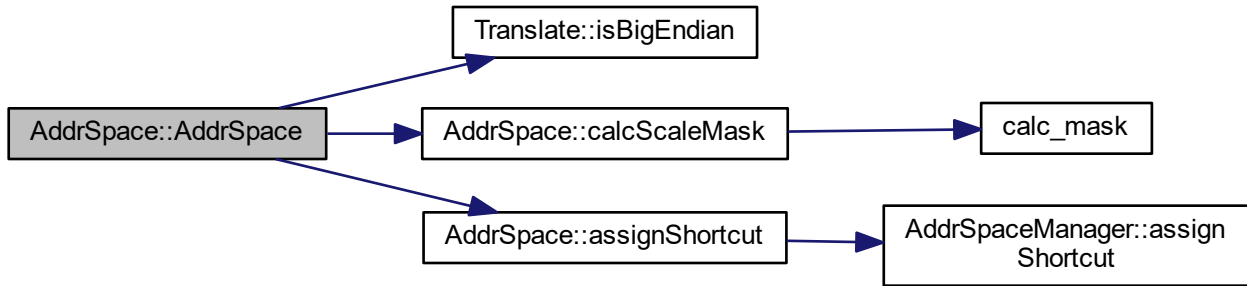 Translate::isBigEndian
AddrSpace::AddrSpace
AddrSpace::calcScaleMask
calc_mask
AddrSpace::assignShortcut
AddrSpaceManager::assign
Shortcut